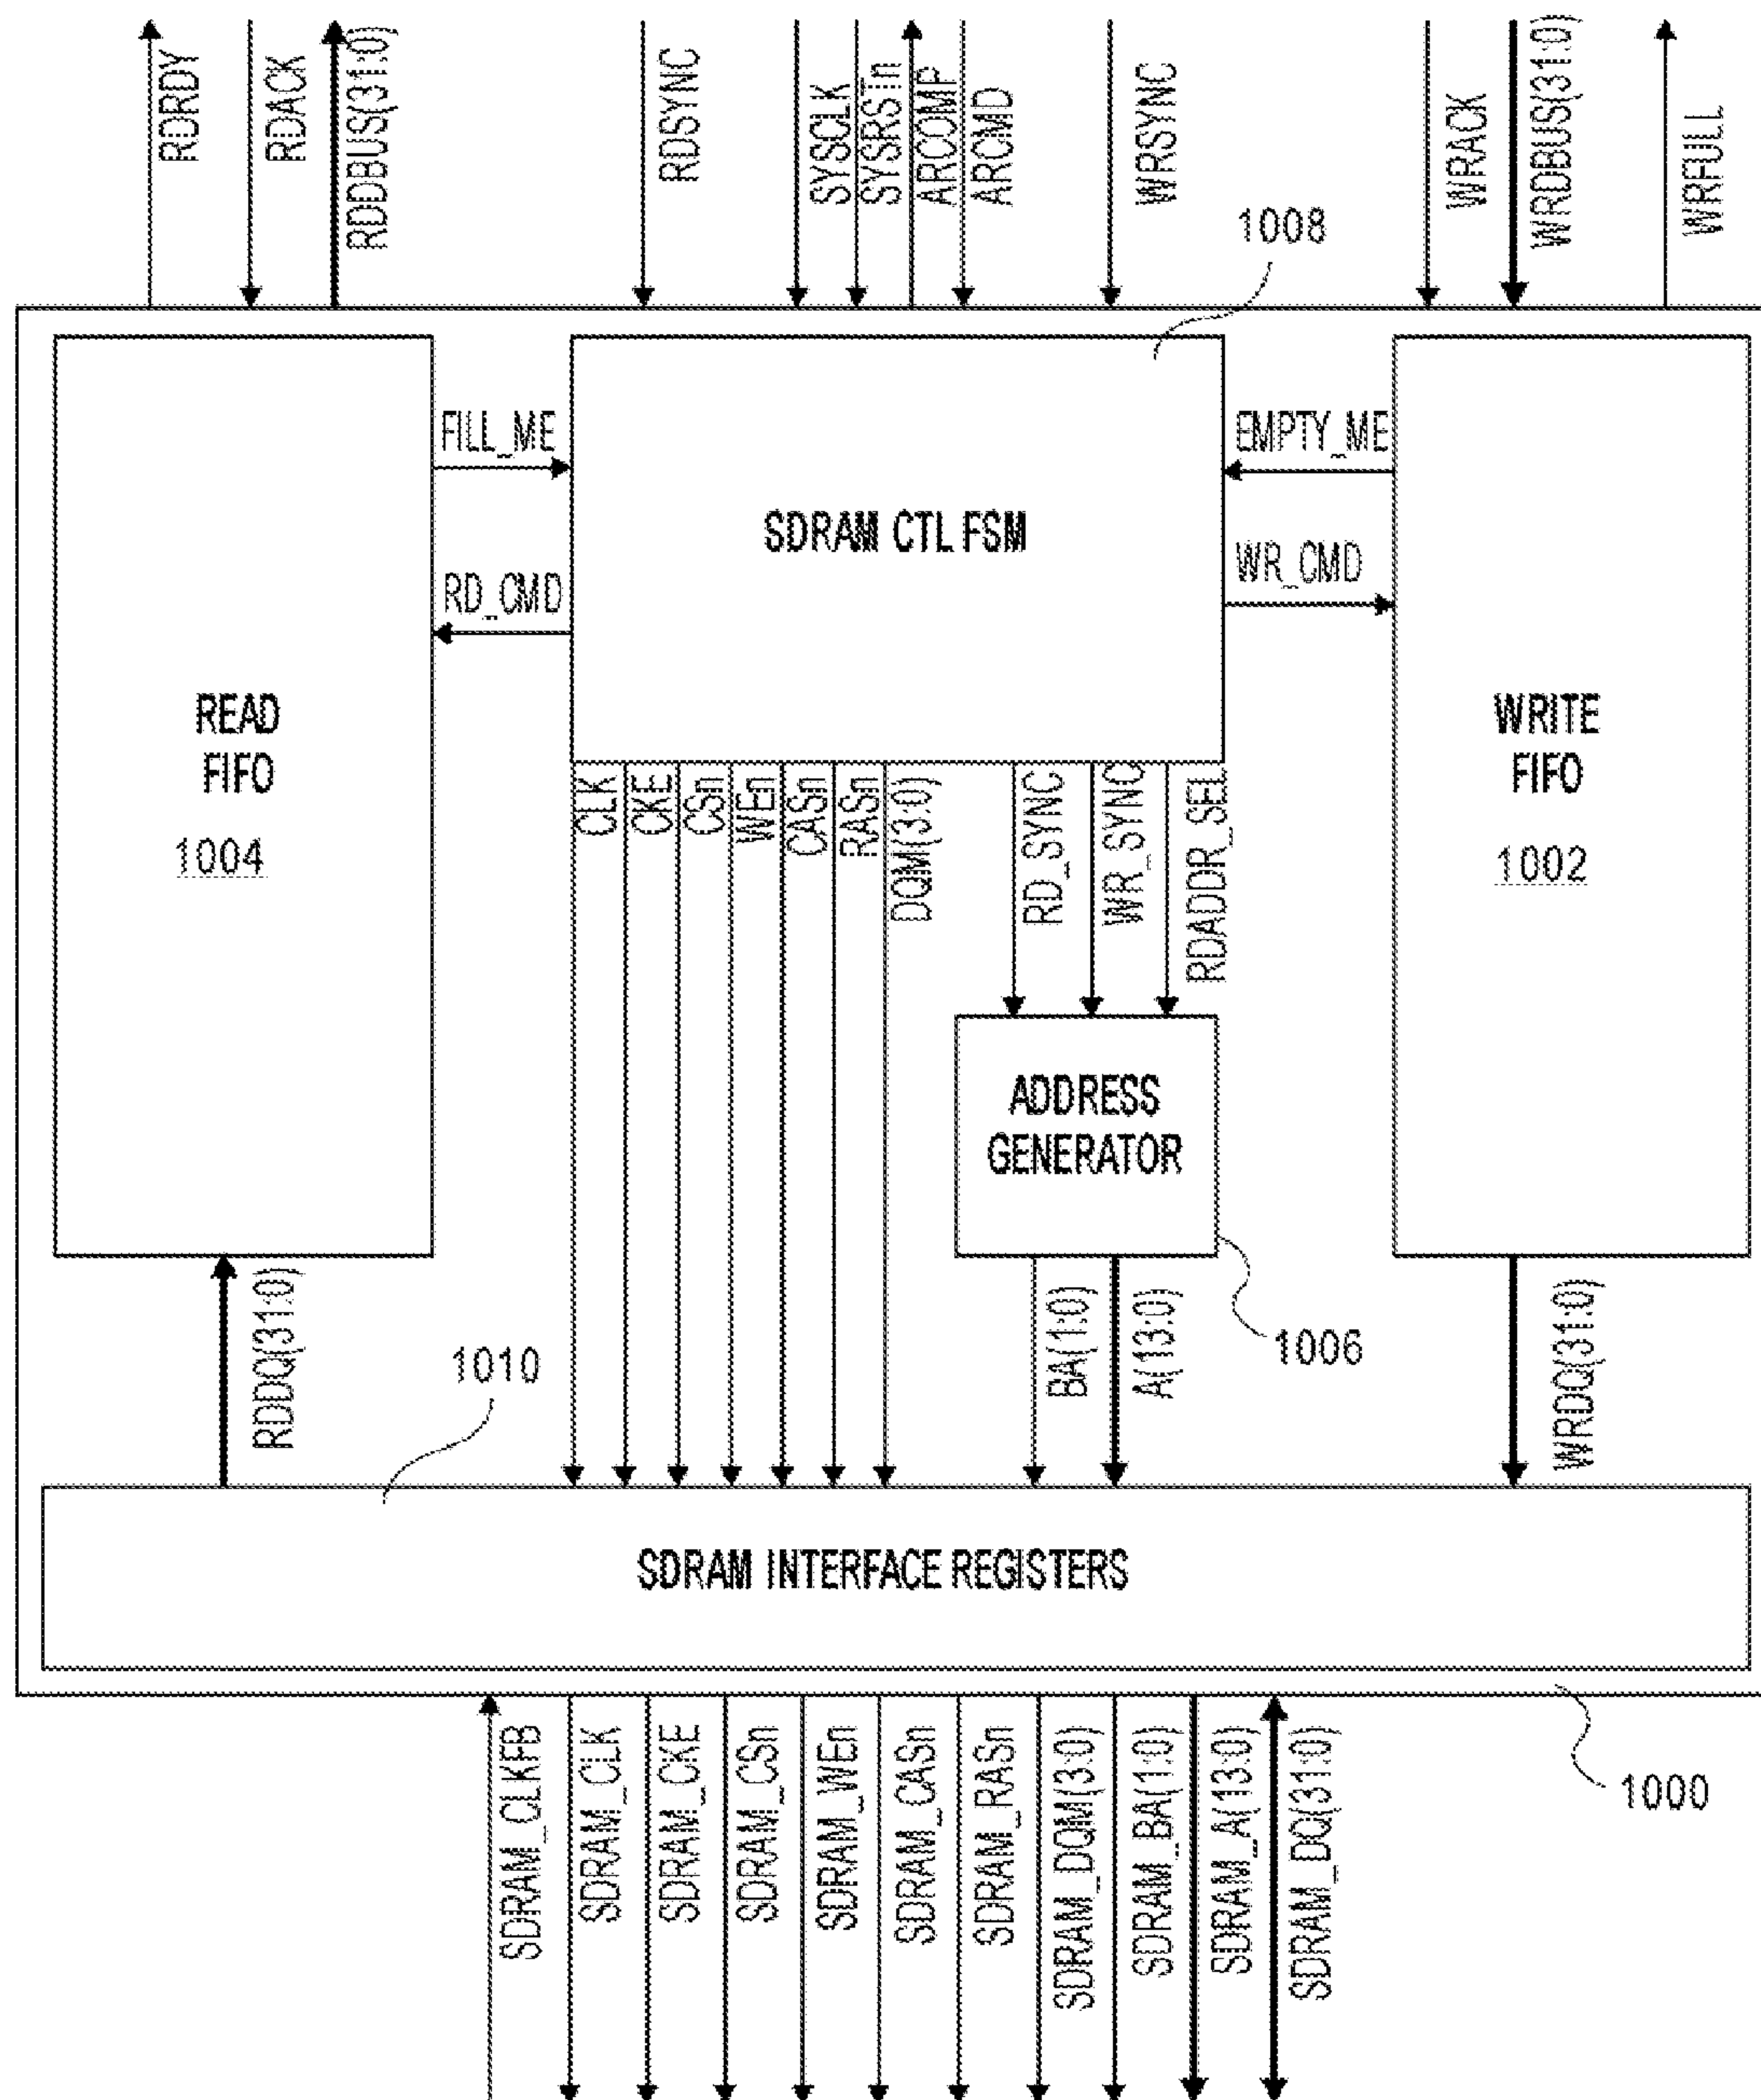 RDRDY
RDACK
RDDBUS(31:0)
RDSYNC
SYSCLK
SYSRSTn
ARCOMP
ARCMD
WRSYNC
WRACK
WRDBUS(31:0)
WRFULL
1008
FILL_ME
EMPTY_ME
SDRAM CTL FSM
RD_CMD
WR_CMD
READ
FIFO
1004
WRITE
FIFO
1002
CLK
CKE
CSn
WEn
CASn
RASn
DQM(3:0)
RD_SYNC
WR_SYNC
RDADDR_SEL
ADDRESS
GENERATOR
1006
RDDQ(31:0)
1010
BA(1:0)
A(13:0)
WRDQ(31:0)
SDRAM INTERFACE REGISTERS
SDRAM_CLKFB
SDRAM_CLK
SDRAM_CKE
SDRAM_CSn
SDRAM_WEn
SDRAM_CASn
SDRAM_RASn
SDRAM_DQM(3:0)
SDRAM_BA(1:0)
SDRAM_A(13:0)
SDRAM_DQ(31:0)
1000